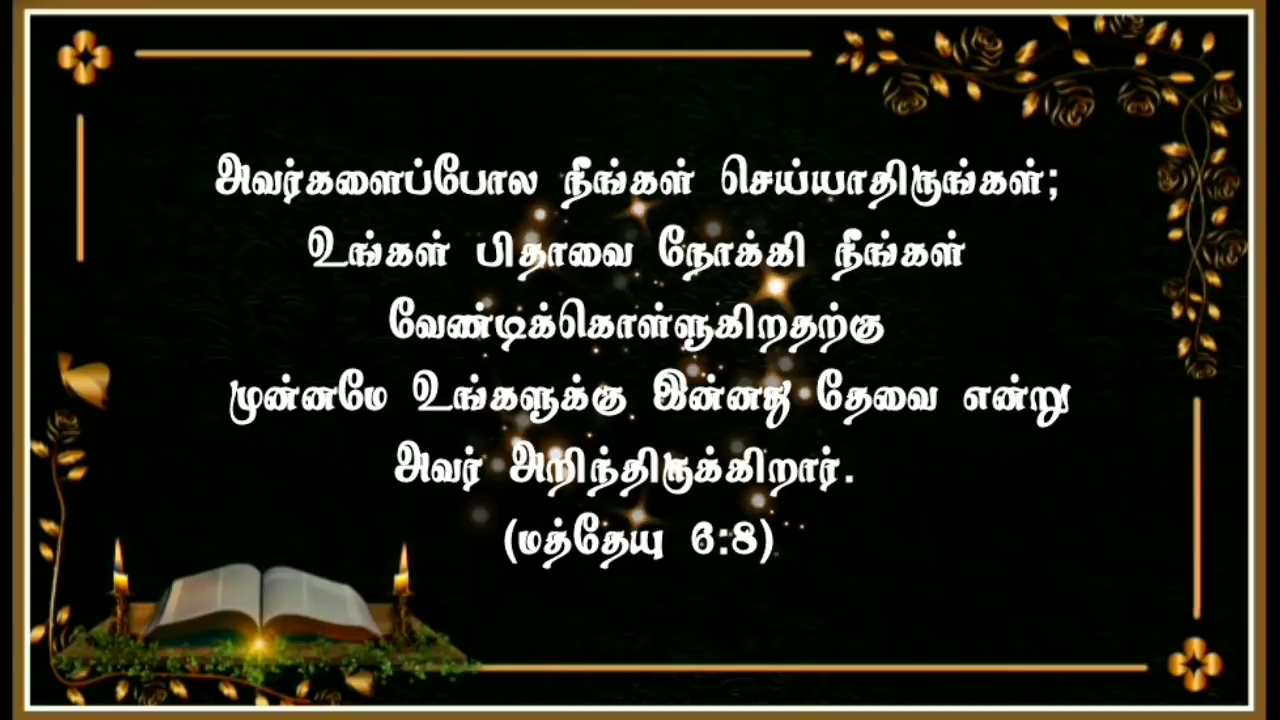 அவர்களைப்போல நீங்கள் செய்யாதிருங்கள்;
உங்கள் பிதாவை நோக்கி நீங்கள்
வேண்டிக்கொள்ளுகிறதற்கு
முன்னமே உங்களுக்கு இன்னது தேவை என்று
அவர் அறிந்திருக்கிறார்.
(மத்தேயு 6:8)